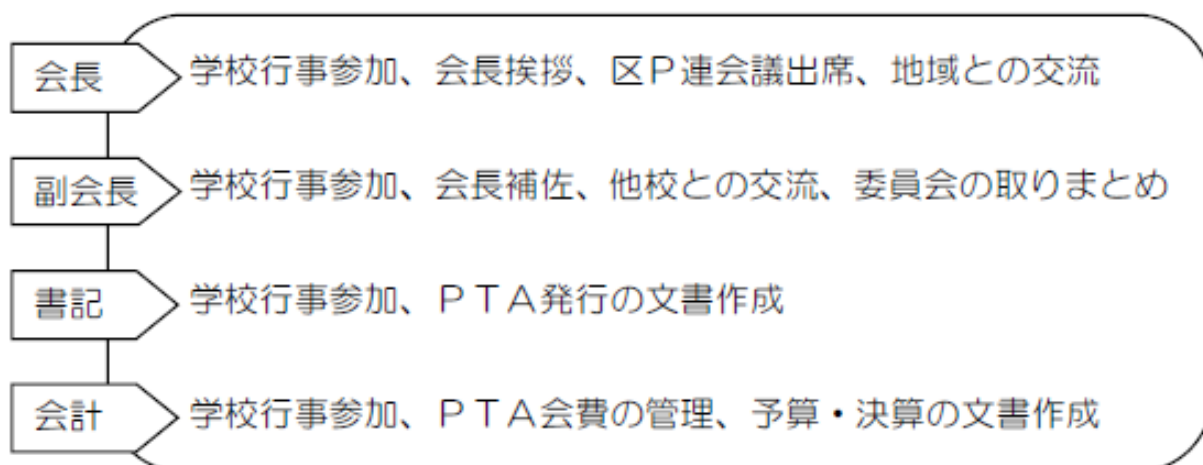 会長 学校行事参加、会長挨拶、区P連会議出席、地域との交流
副会長 学校行事参加、会長補佐、他校との交流、委員会の取りまとめ
書記 学校行事参加、PTA発行の文書作成
会計 学校行事参加、PTA会費の管理、予算・決算の文書作成